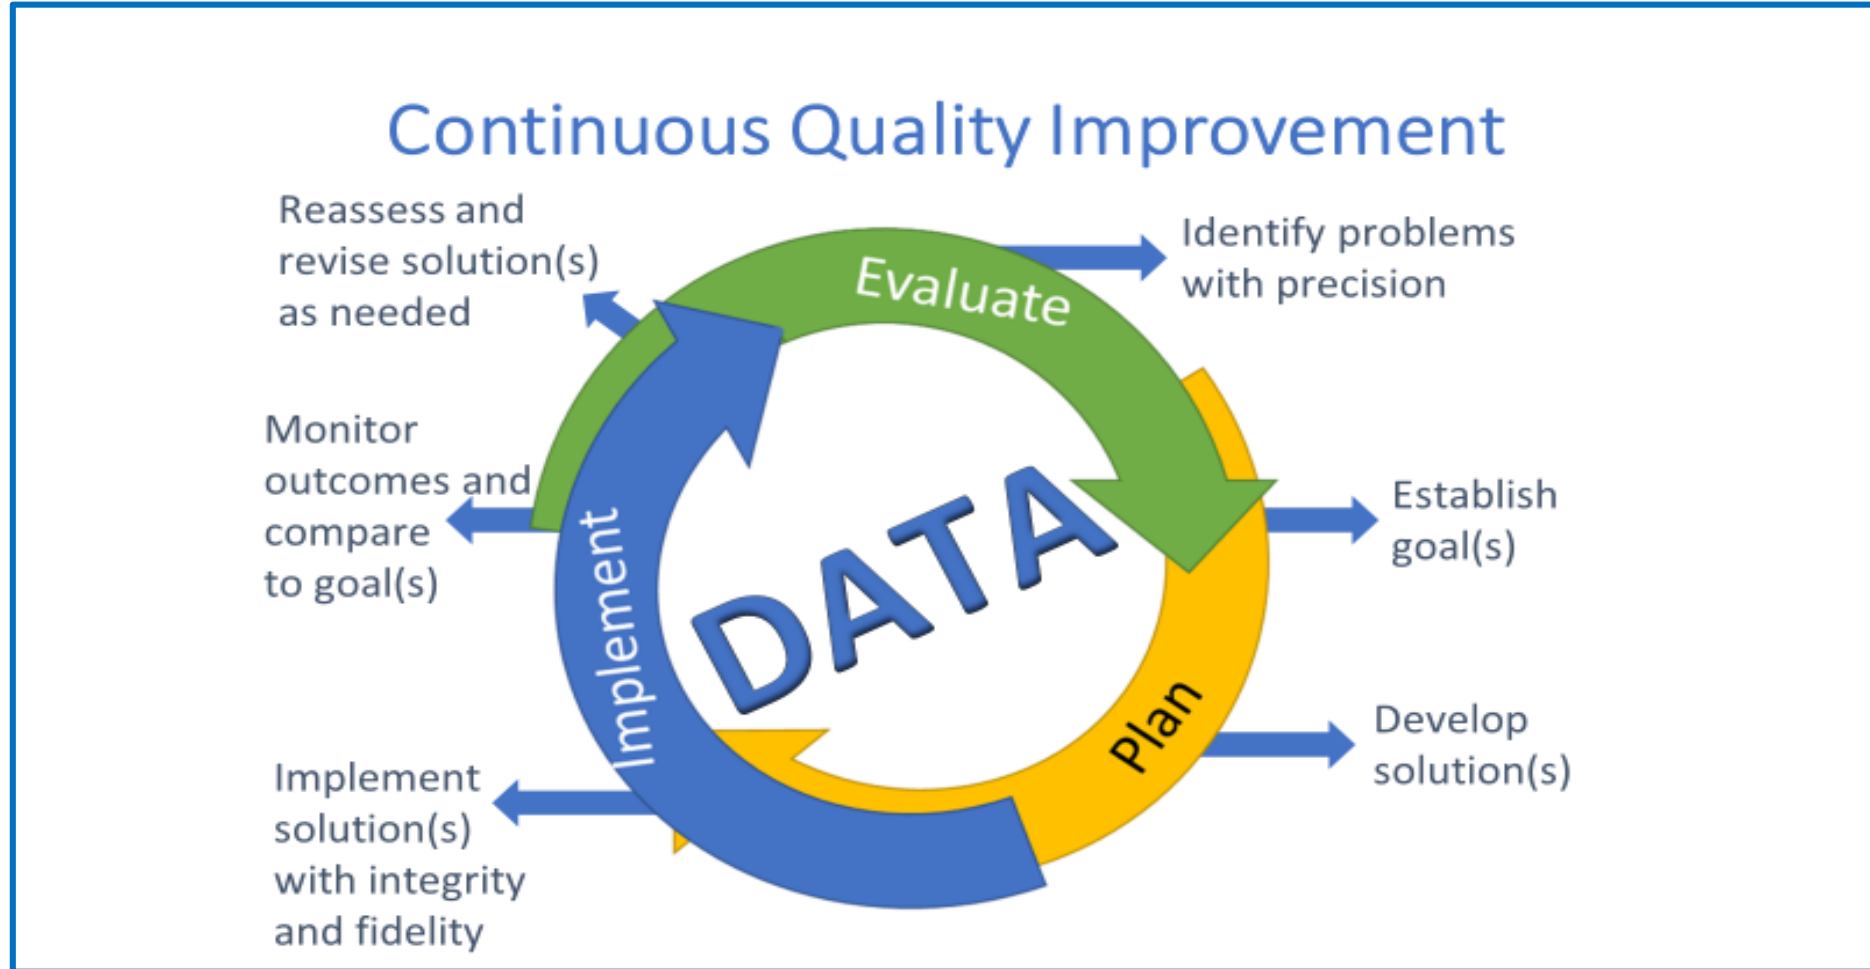 Continuous Quality Improvement
Reassess and
revise solution(s)
as needed
Evaluate
Identify problems
with precision
Monitor
outcomes and
compare
to goal(s)
Establish
goal(s)
DATA
Implement
Plan
Develop
solution(s)
Implement
solution(s)
with integrity
and fidelity